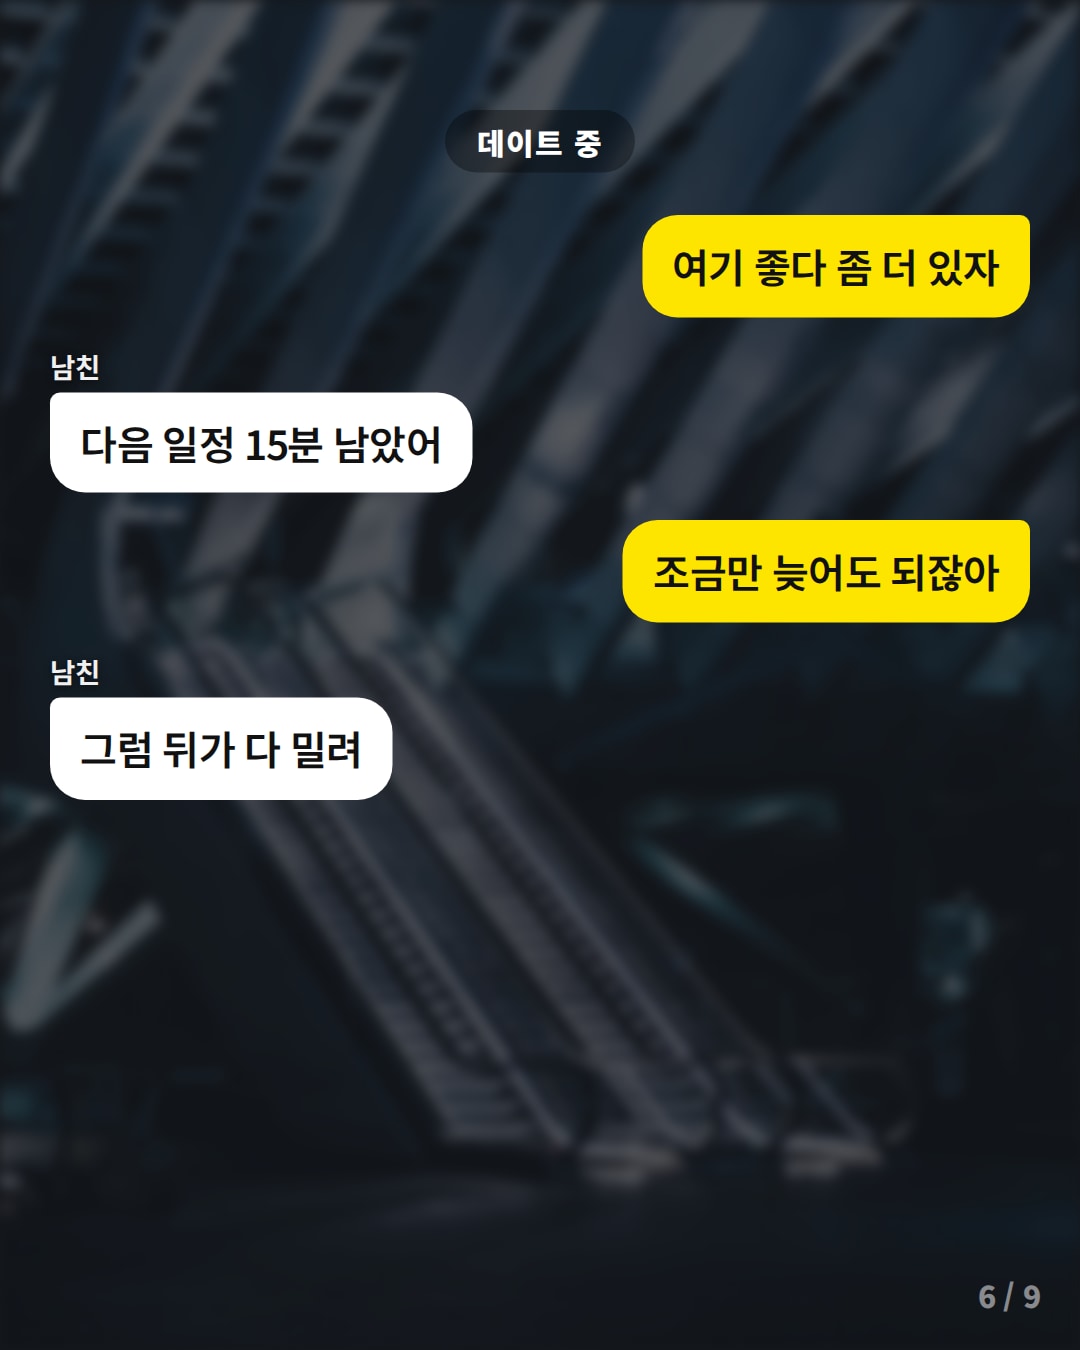 데이트 중
여기 좋다 좀 더 있자
남친
다음 일정 15분 남았어
조금만 늦어도 되잖아
남친
그럼 뒤가 다 밀려
6 / 9